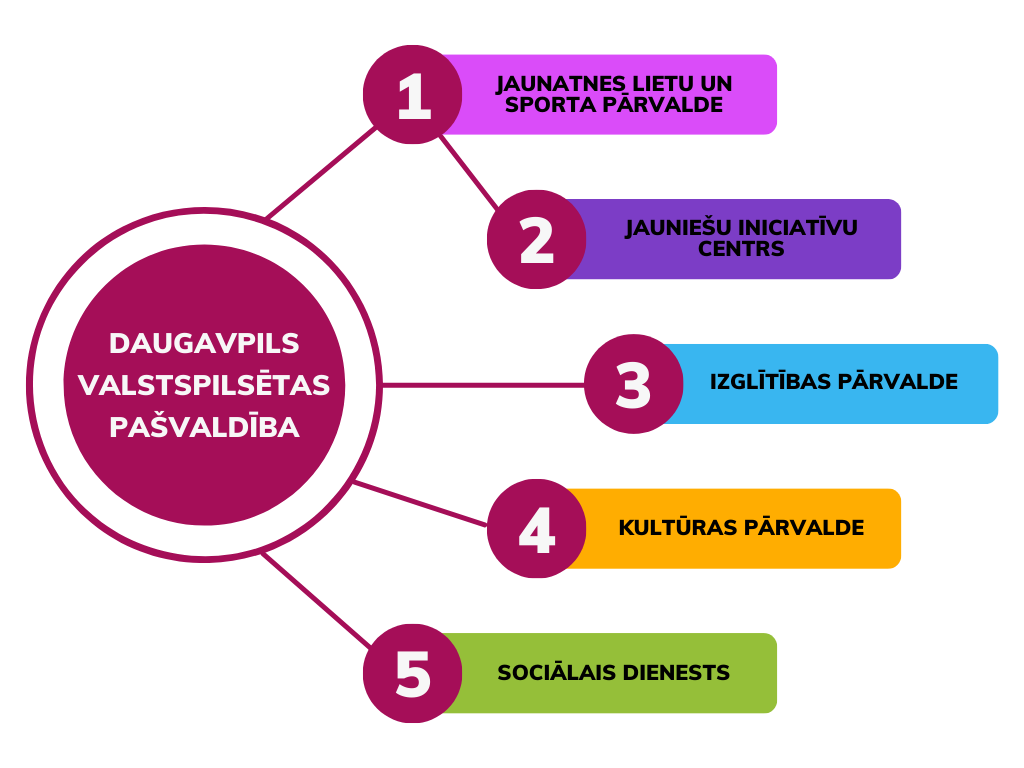 1
JAUNATNES LIETU UN
SPORTA PĀRVALDE
2
JAUNIEŠU INICIATĪVU
CENTRS
DAUGAVPILS
VALSTSPILSĒTAS
PAŠVALDĪBA
3
IZGLĪTĪBAS PĀRVALDE
4
KULTŪRAS PĀRVALDE
5
SOCIĀLAIS DIENESTS